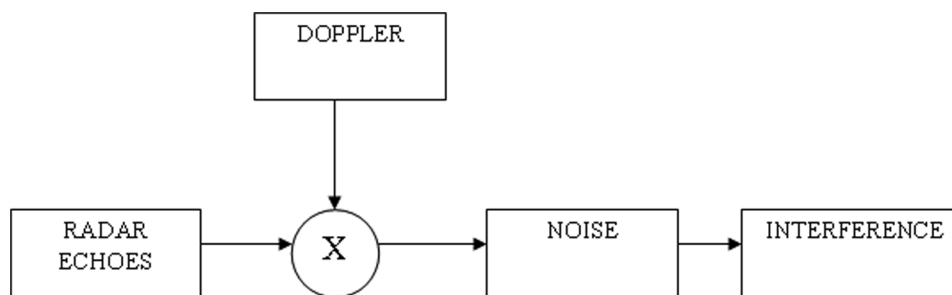 DOPPLER
RADAR
ECHOES
X
NOISE
INTERFERENCE